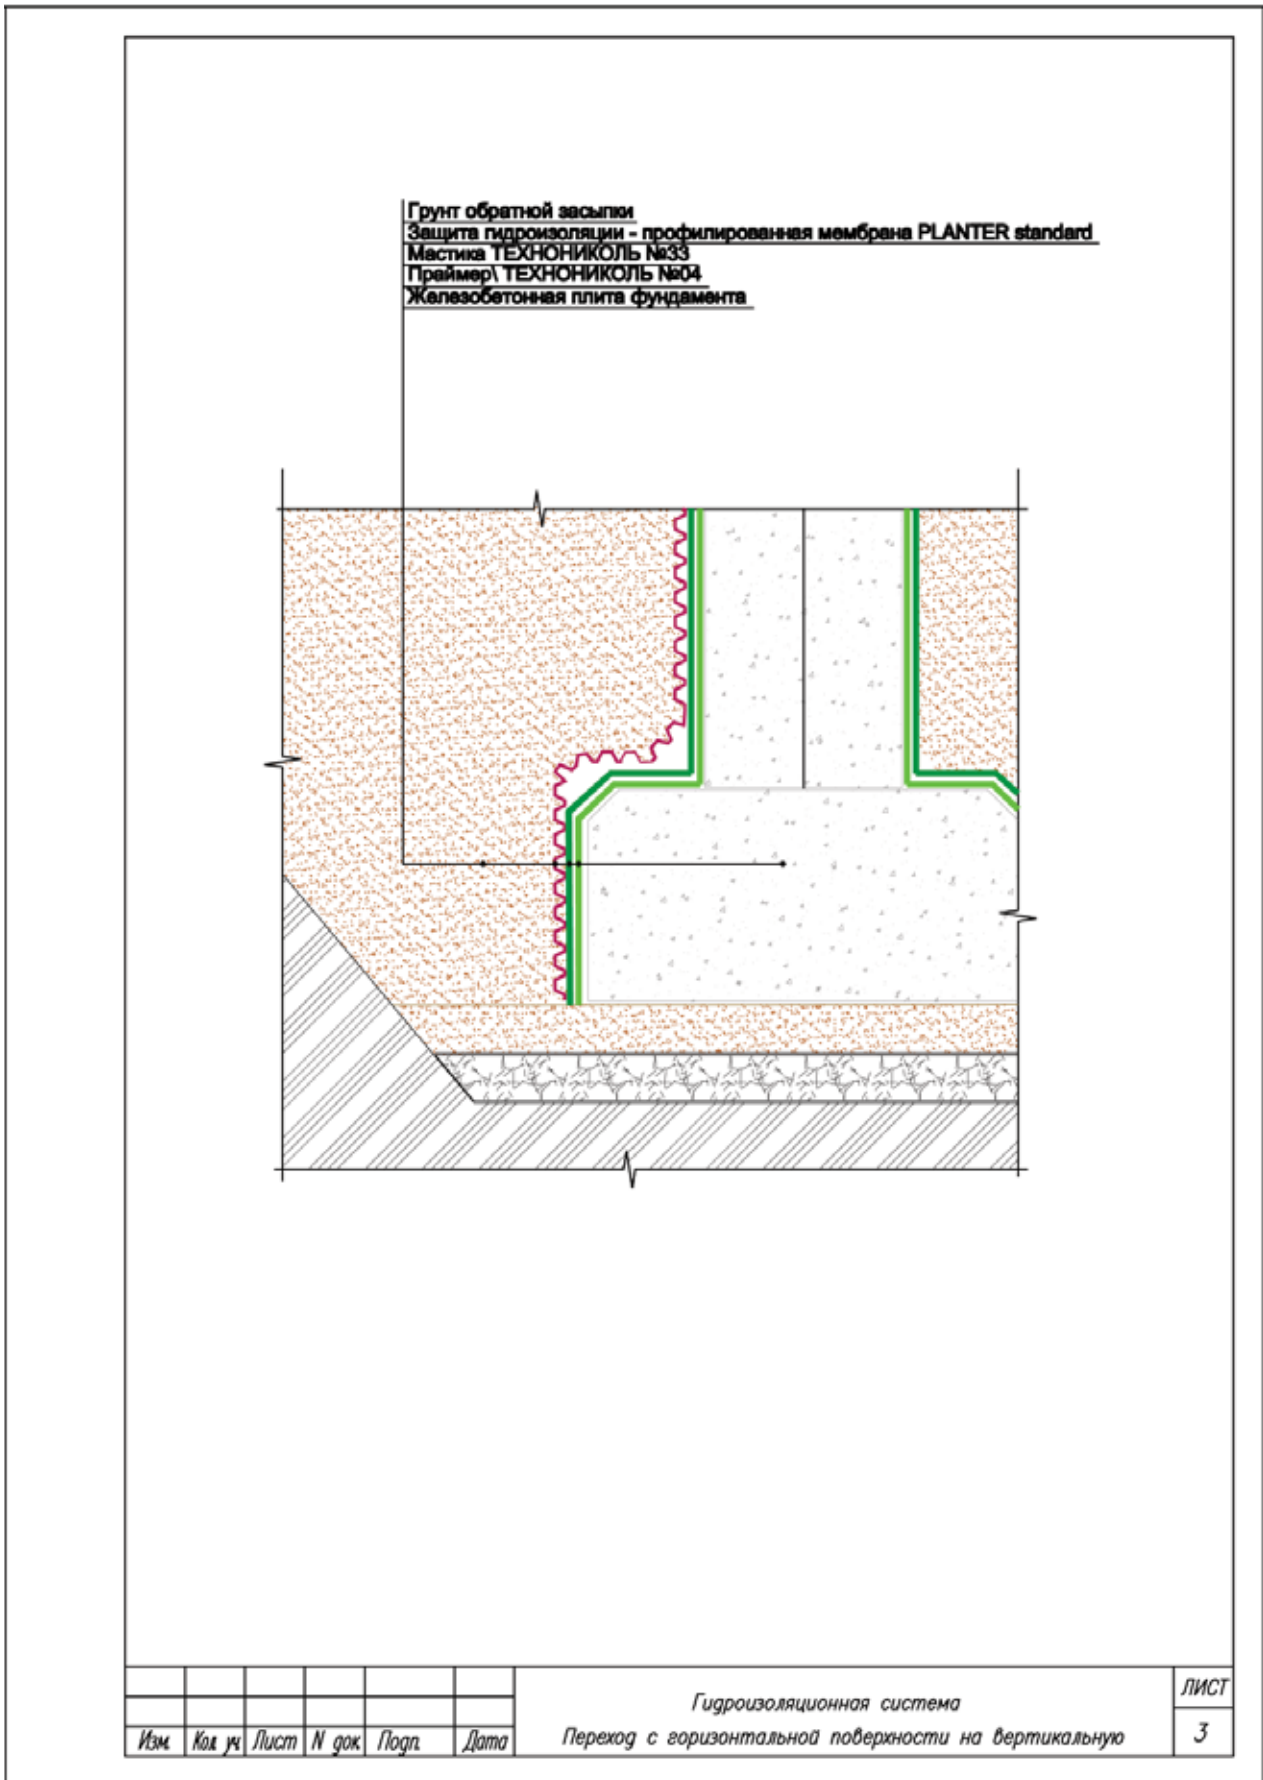 Грунт обратной засыпки
Защита гидроизоляции - профилированная мембрана PLANTER standard
Мастика ТЕХНОНИКОЛЬ №33
Праймер\ ТЕХНОНИКОЛЬ №04
Железобетонная плита фундамента
Гидроизоляционная система
Переход с горизонтальной поверхности на вертикальную
ЛИСТ
3
Изм. Кол. уч Лист N док. Подп. Дата